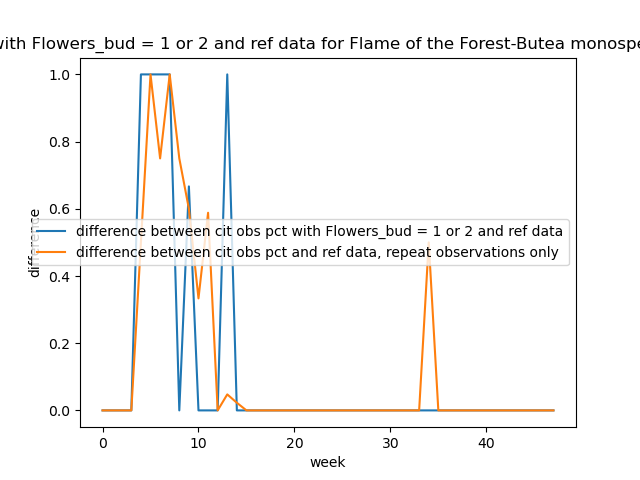 with Flowers_bud = 1 or 2 and ref data for Flame of the Forest-Butea
1.0
0.8
0.6
0.4
0.2
0.0
difference
difference between cit obs pct with Flowers_bud = 1 or 2 and ref data
difference between cit obs pct and ref data, repeat observations only
0 10 20 30 40
week